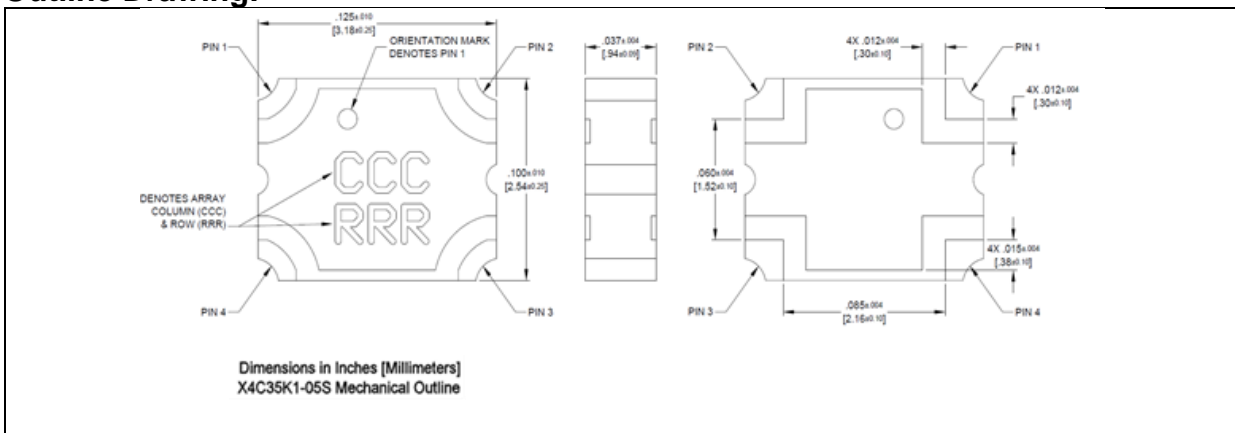 Outline Drawing:
.125±.010
[3.18±0.25]
PIN 1
ORIENTATION MARK
DENOTES PIN 1
PIN 2
CCC
RRR
DENOTES ARRAY
COLUMN (CCC)
& ROW (RRR)
.100±.010
[2.54±0.25]
PIN 4
PIN 3
.037±.004
[.94±0.09]
PIN 2
4X .012±.004
[.30±0.10]
PIN 1
4X .012±.004
[.30±0.10]
.060±.004
[1.52±0.10]
4X .015±.004
[.38±0.10]
PIN 3
.085±.004
[2.16±0.10]
PIN 4
Dimensions in Inches [Millimeters]
X4C35K1-05S Mechanical Outline